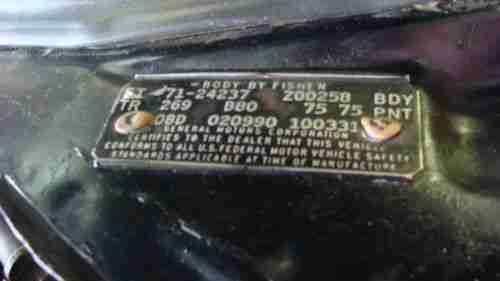 BODY BY FISHER
ST 71-24237 Z00258 BDY
TR 269 B80 75 75 PNT
08D 020990 100331
GENERAL MOTORS CORPORATION
CERTIFIES TO THE DEALER THAT THIS VEHICLE
CONFORMS TO ALL U.S. FEDERAL MOTOR VEHICLE SAFETY
STANDARDS APPLICABLE AT TIME OF MANUFACTURE